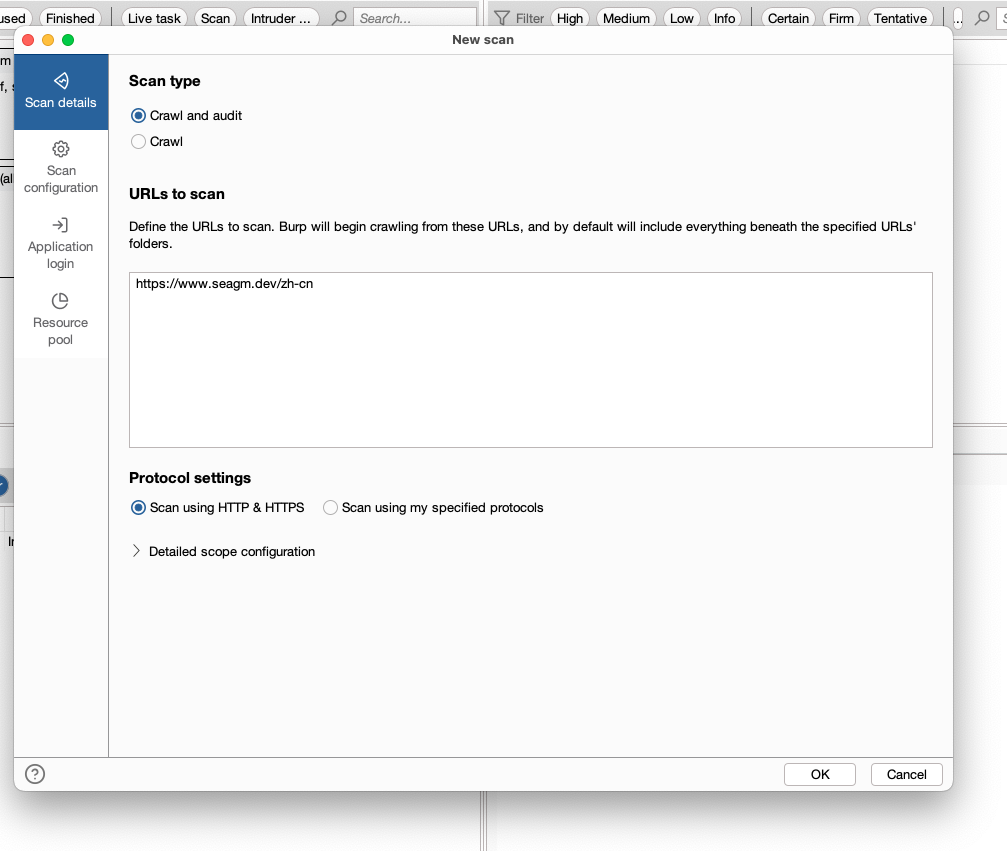 Finished
Live task
Scan
Intruder ...
Search...
Filter
High
Medium
Low
Info
Certain
Firm
Tentative
...
New scan
Scan details
Scan
configuration
Application
login
Resource
pool
Scan type
Crawl and audit
Crawl
URLs to scan
Define the URLs to scan. Burp will begin crawling from these URLs, and by default will include everything beneath the specified URLs'
folders.
https://www.seagm.dev/zh-cn
Protocol settings
Scan using HTTP & HTTPS
Scan using my specified protocols
Detailed scope configuration
?
OK
Cancel